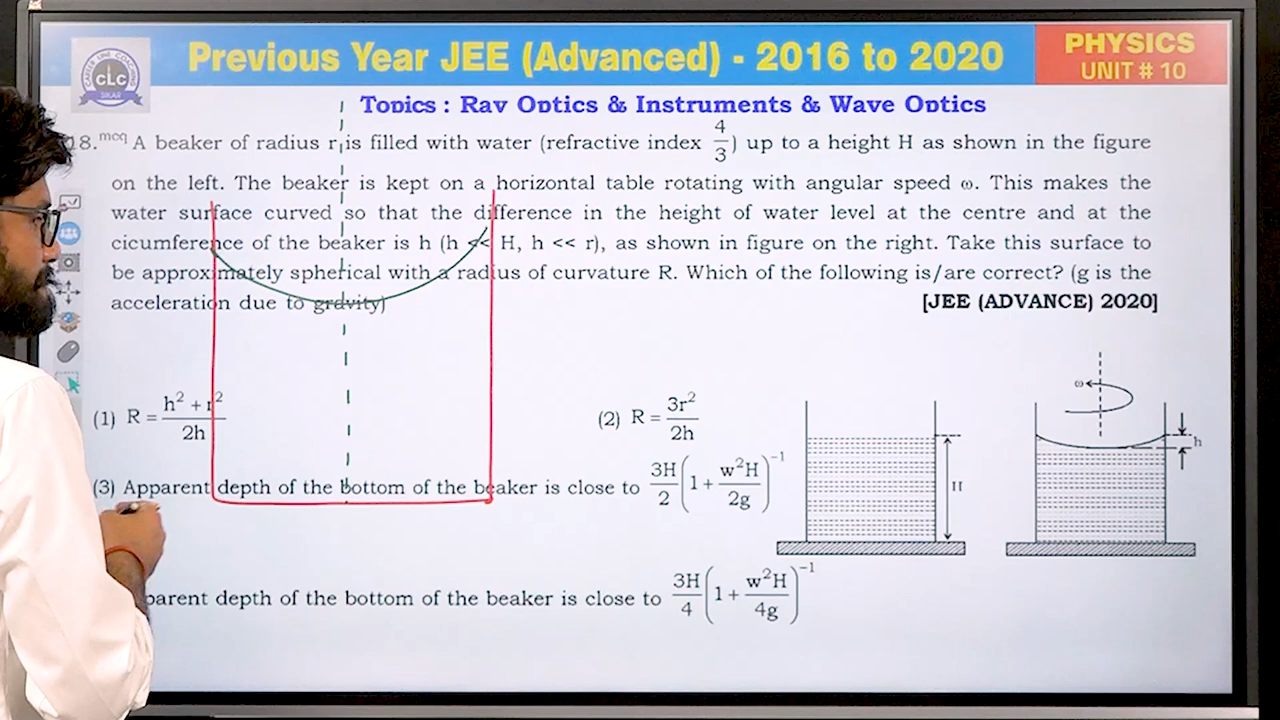 Previous Year JEE (Advanced) - 2016 to 2020
PHYSICS
UNIT # 10
CLC
Topics : Ray Optics & Instruments & Wave Optics
18.mcq A beaker of radius r is filled with water (refractive index 4/3) up to a height H as shown in the figure
on the left. The beaker is kept on a horizontal table rotating with angular speed ω. This makes the
water surface curved so that the difference in the height of water level at the centre and at the
cicumference of the beaker is h (h << H, h << r), as shown in figure on the right. Take this surface to
be approximately spherical with a radius of curvature R. Which of the following is/are correct? (g is the
acceleration due to gravity) [JEE (ADVANCE) 2020]
(1) R = (h² + r²)/2h
(2) R = 3r²/2h
(3) Apparent depth of the bottom of the beaker is close to 3H/2 (1 + w²H/2g)⁻¹
parent depth of the bottom of the beaker is close to 3H/4 (1 + w²H/4g)⁻¹
H
ω
h